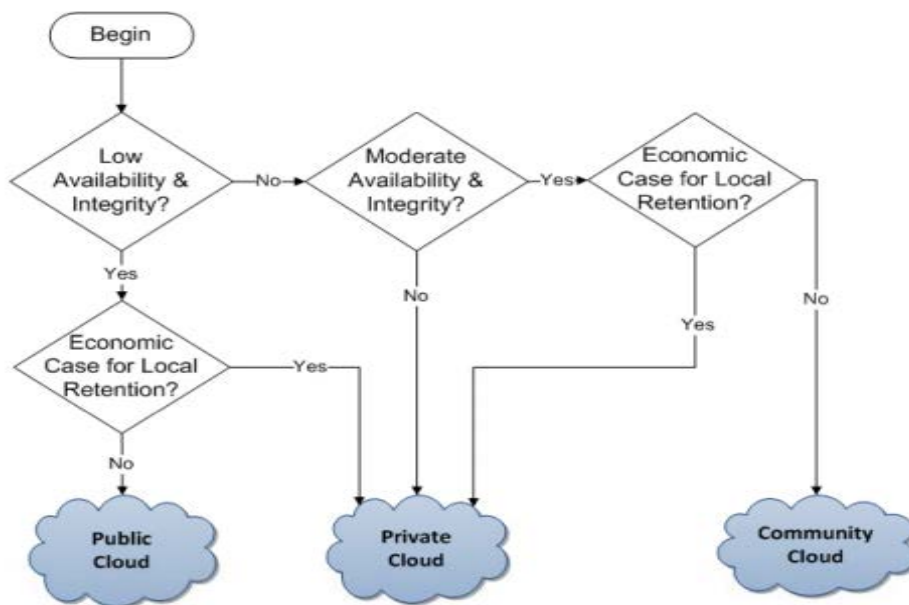 Begin
Low
Availability &
Integrity?
No
Moderate
Availability &
Integrity?
Yes
Economic
Case for Local
Retention?
Yes
No
No
Yes
Economic
Case for Local
Retention?
Yes
No
Public
Cloud
Private
Cloud
Community
Cloud